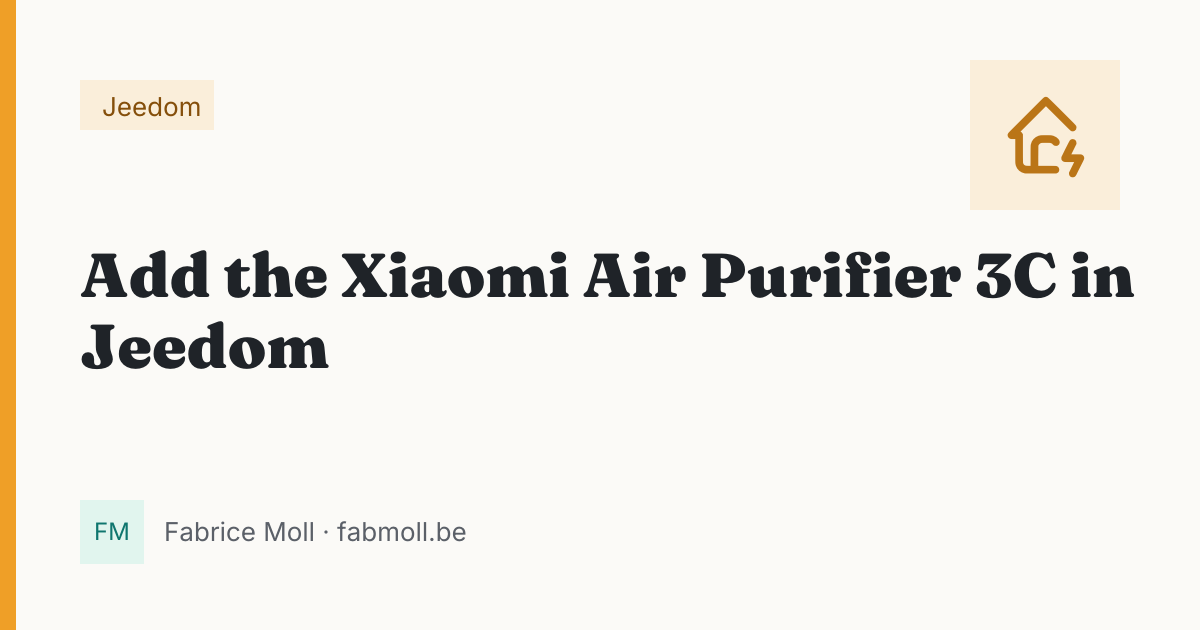 Jeedom
Add the Xiaomi Air Purifier 3C in
Jeedom
FM
Fabrice Moll · fabmoll.be